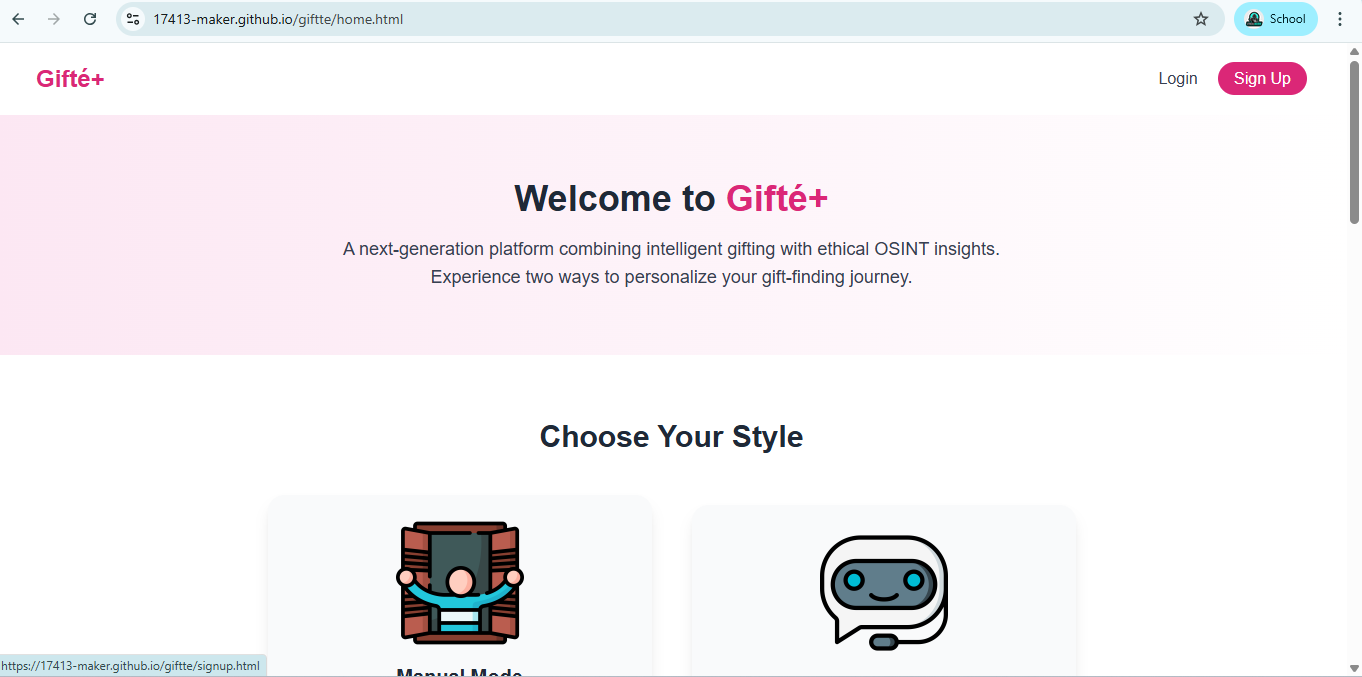 17413-maker.github.io/giftte/home.html
School
Gifté+
Login
Sign Up
Welcome to Gifté+
A next-generation platform combining intelligent gifting with ethical OSINT insights.
Experience two ways to personalize your gift-finding journey.
Choose Your Style
Manual Mode
https://17413-maker.github.io/giftte/signup.html